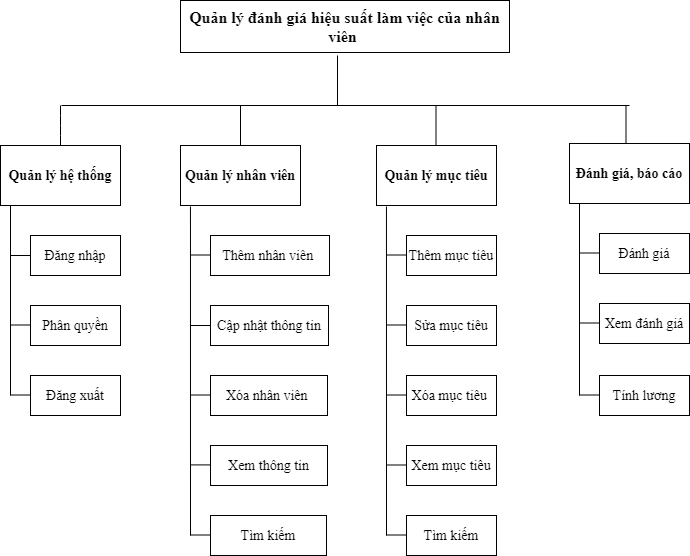 Quản lý đánh giá hiệu suất làm việc của nhân
viên
Quản lý hệ thống
Đăng nhập
Phân quyền
Đăng xuất
Quản lý nhân viên
Thêm nhân viên
Cập nhật thông tin
Xóa nhân viên
Xem thông tin
Tìm kiếm
Quản lý mục tiêu
Thêm mục tiêu
Sửa mục tiêu
Xóa mục tiêu
Xem mục tiêu
Tìm kiếm
Đánh giá, báo cáo
Đánh giá
Xem đánh giá
Tính lương